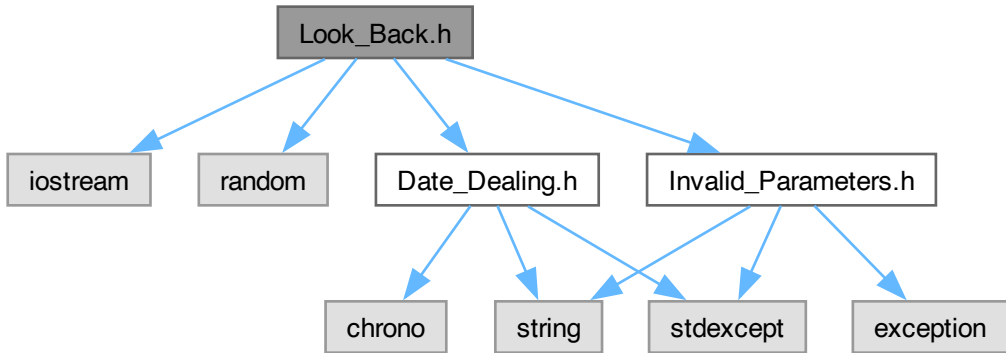 Look_Back.h
iostream
random
Date_Dealing.h
Invalid_Parameters.h
chrono
string
stdexcept
exception